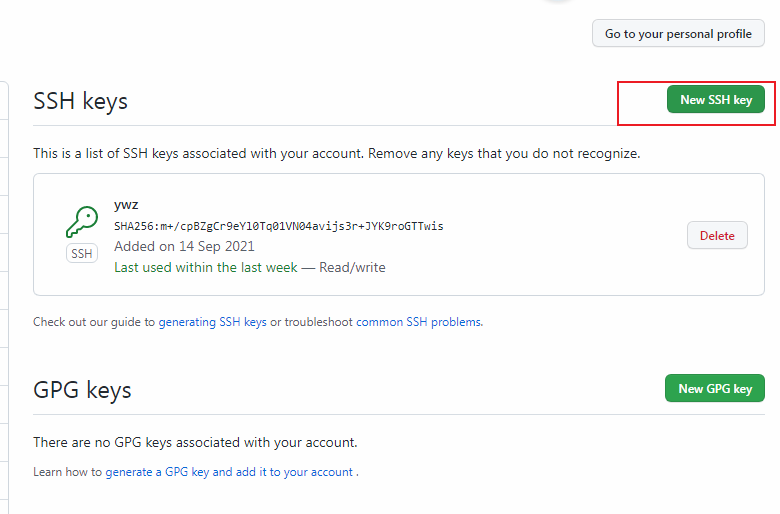 Go to your personal profile
SSH keys
New SSH key
This is a list of SSH keys associated with your account. Remove any keys that you do not recognize.
ywz
SHA256:m+/cpBZgCr9eYl0Tq01VN04avijs3r+JYK9roGTTwis
SSH
Added on 14 Sep 2021
Last used within the last week — Read/write
Delete
Check out our guide to generating SSH keys or troubleshoot common SSH problems.
GPG keys
New GPG key
There are no GPG keys associated with your account.
Learn how to generate a GPG key and add it to your account .